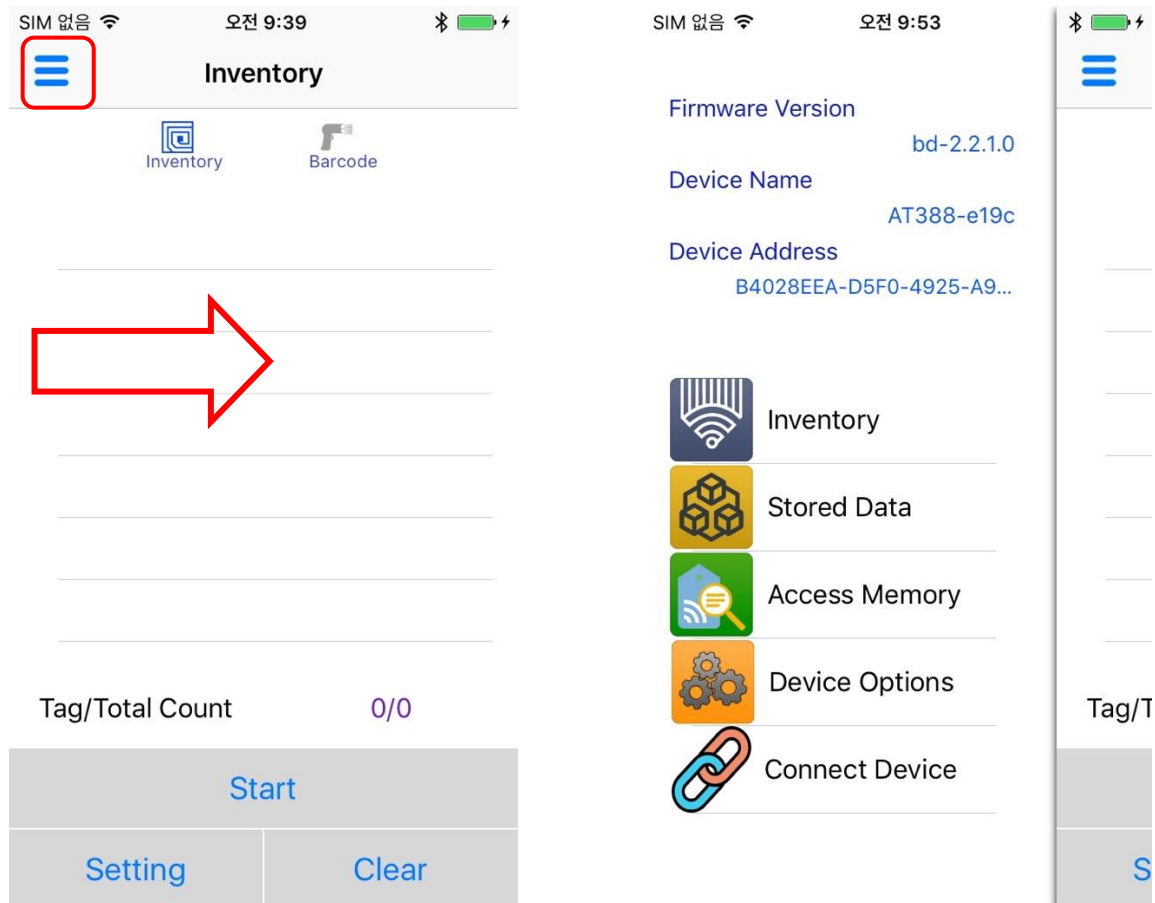 SIM 없음 오전 9:39
Inventory
Inventory Barcode
Tag/Total Count 0/0
Start
Setting Clear
SIM 없음 오전 9:53
Firmware Version
bd-2.2.1.0
Device Name
AT388-e19c
Device Address
B4028EEA-D5F0-4925-A9...
Inventory
Stored Data
Access Memory
Device Options
Connect Device
Tag/T
S